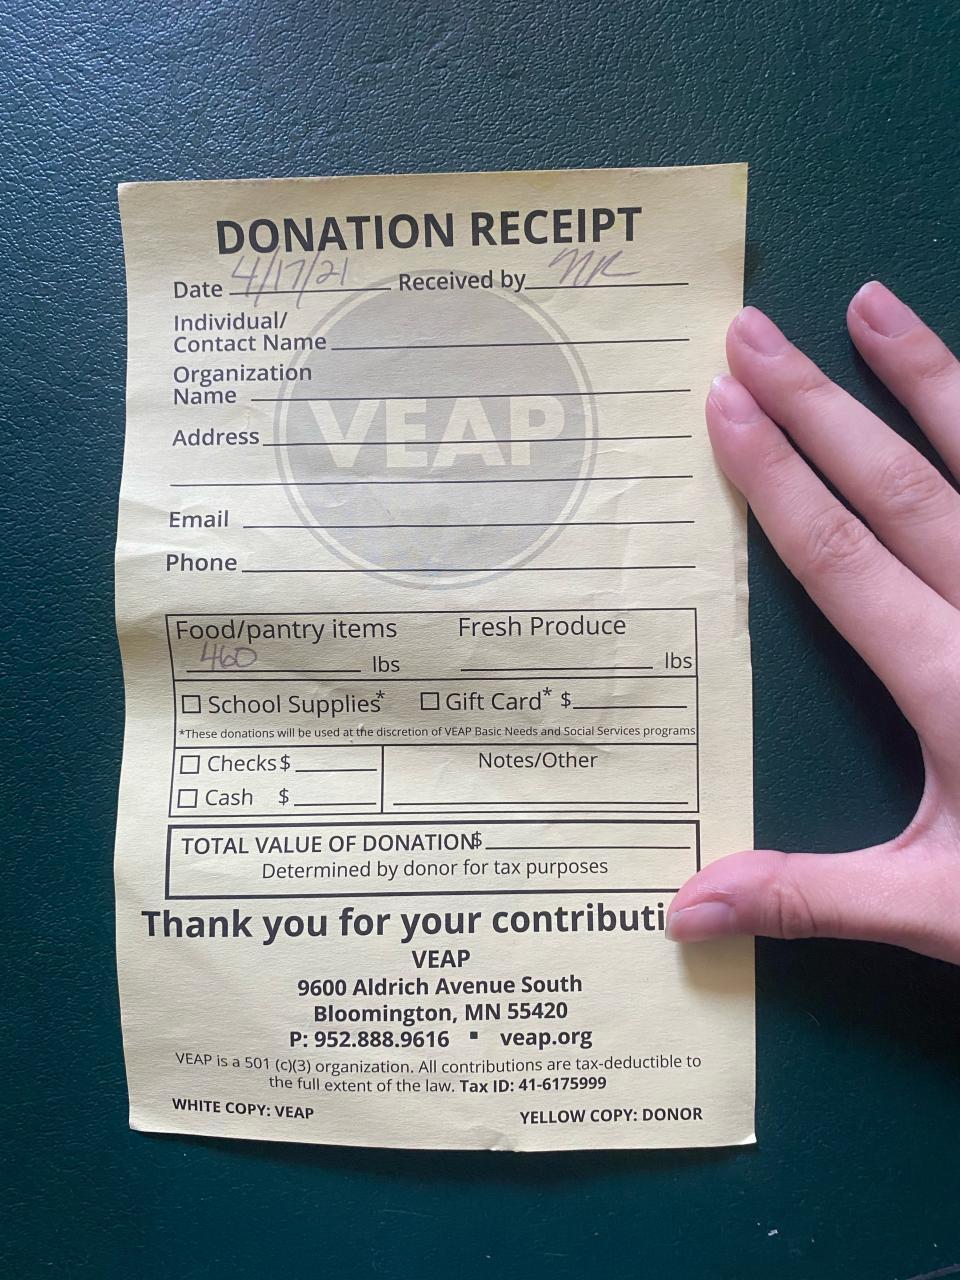 DONATION RECEIPT
Date 4/17/21 Received by NR
Individual/
Contact Name
Organization
Name
VEAP
Address
Email
Phone
Food/pantry items Fresh Produce
460 lbs lbs
School Supplies* Gift Card* $
*These donations will be used at the discretion of VEAP Basic Needs and Social Services programs
Checks $ Notes/Other
Cash $
TOTAL VALUE OF DONATION$
Determined by donor for tax purposes
Thank you for your contributi
VEAP
9600 Aldrich Avenue South
Bloomington, MN 55420
P: 952.888.9616 ▪ veap.org
VEAP is a 501 (c)(3) organization. All contributions are tax-deductible to
the full extent of the law. Tax ID: 41-6175999
WHITE COPY: VEAP YELLOW COPY: DONOR